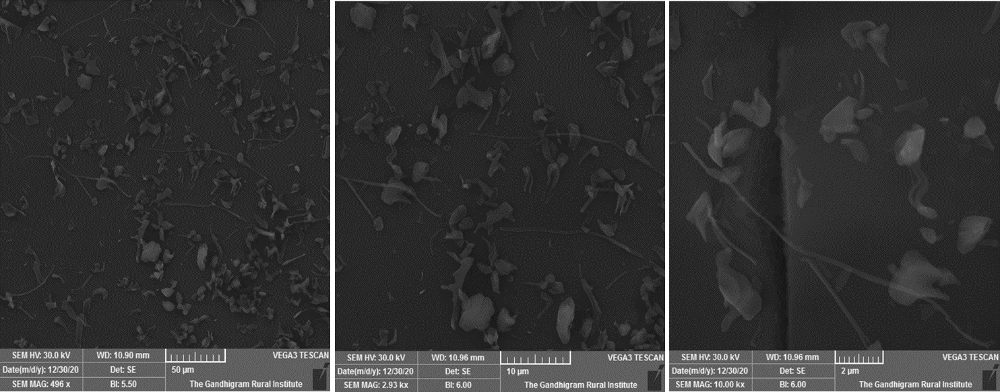 SEM HV: 30.0 kV WD: 10.90 mm VEGA3 TESCAN
Date(m/d/y): 12/30/20 Det: SE 50 µm
SEM MAG: 496 x BI: 5.50 The Gandhigram Rural Institute
SEM HV: 30.0 kV WD: 10.96 mm VEGA3 TESCAN
Date(m/d/y): 12/30/20 Det: SE 10 µm
SEM MAG: 2.93 kx BI: 6.00 The Gandhigram Rural Institute
SEM HV: 30.0 kV WD: 10.96 mm VEGA3 TESCAN
Date(m/d/y): 12/30/20 Det: SE 2 µm
SEM MAG: 10.00 kx BI: 6.00 The Gandhigram Rural Institute